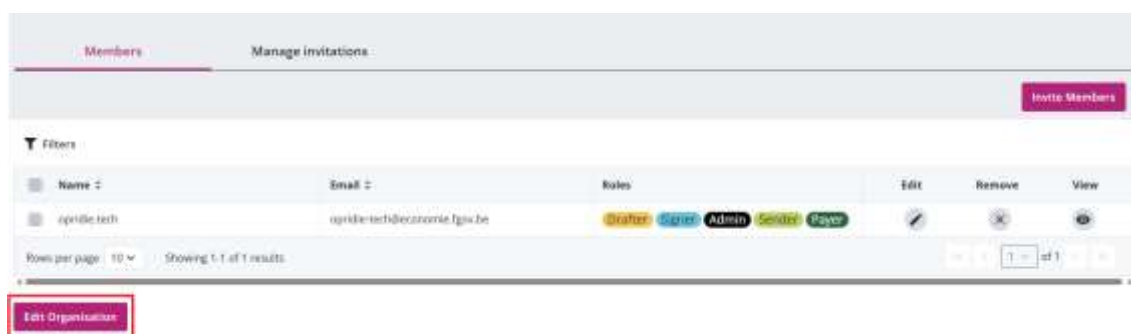 Members Manage invitations
Invite Members
Filters
Name Email Roles Edit Remove View
opridie.tech opridie-tech@economie.fgov.be Drafter Signer Admin Sender Payer
Rows per page 10 Showing 1-1 of 1 results 1 of 1
Edit Organisation